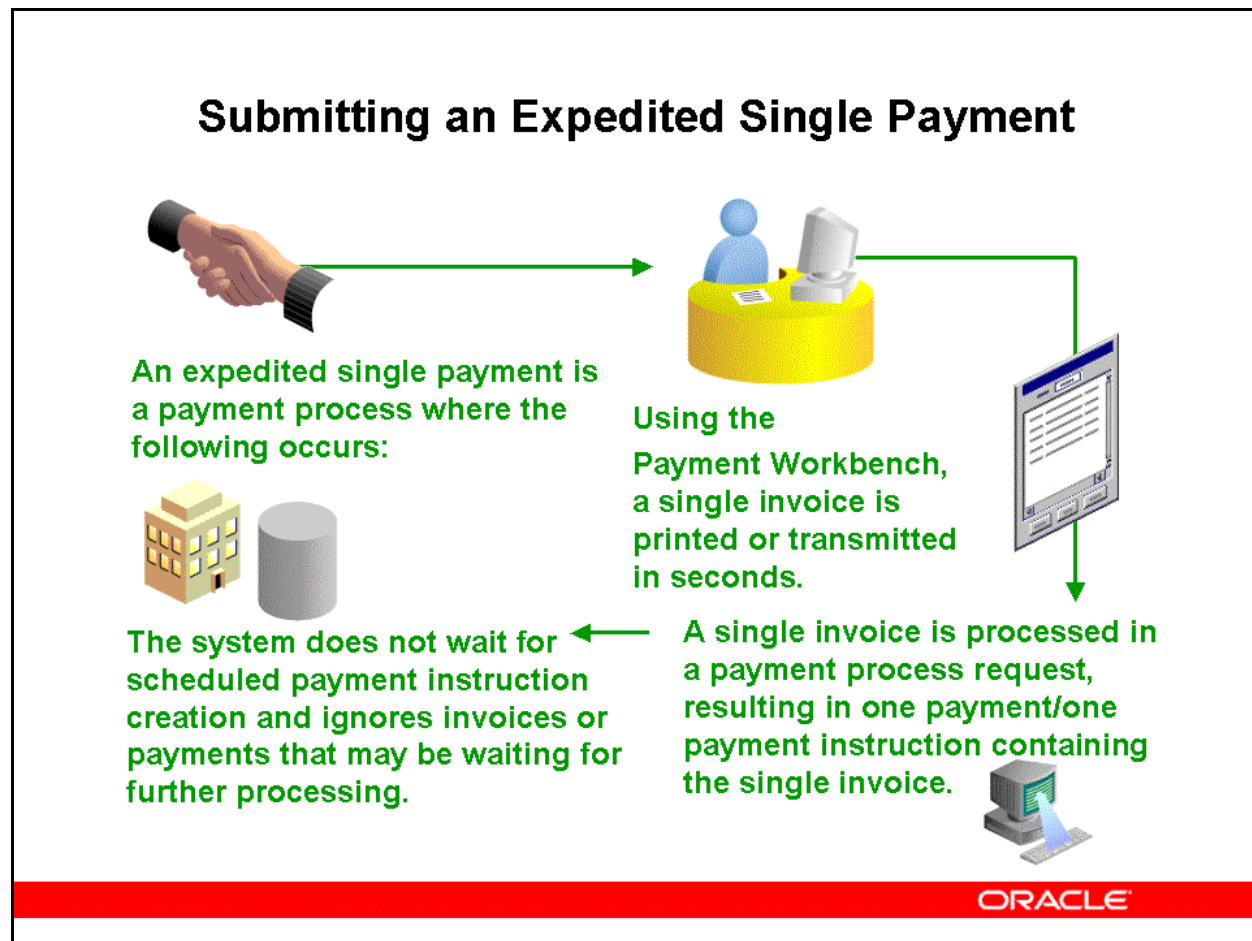 Submitting an Expedited Single Payment
An expedited single payment is
a payment process where the
following occurs:
Using the
Payment Workbench,
a single invoice is
printed or transmitted
in seconds.
A single invoice is processed in
a payment process request,
resulting in one payment/one
payment instruction containing
the single invoice.
The system does not wait for
scheduled payment instruction
creation and ignores invoices or
payments that may be waiting for
further processing.
ORACLE